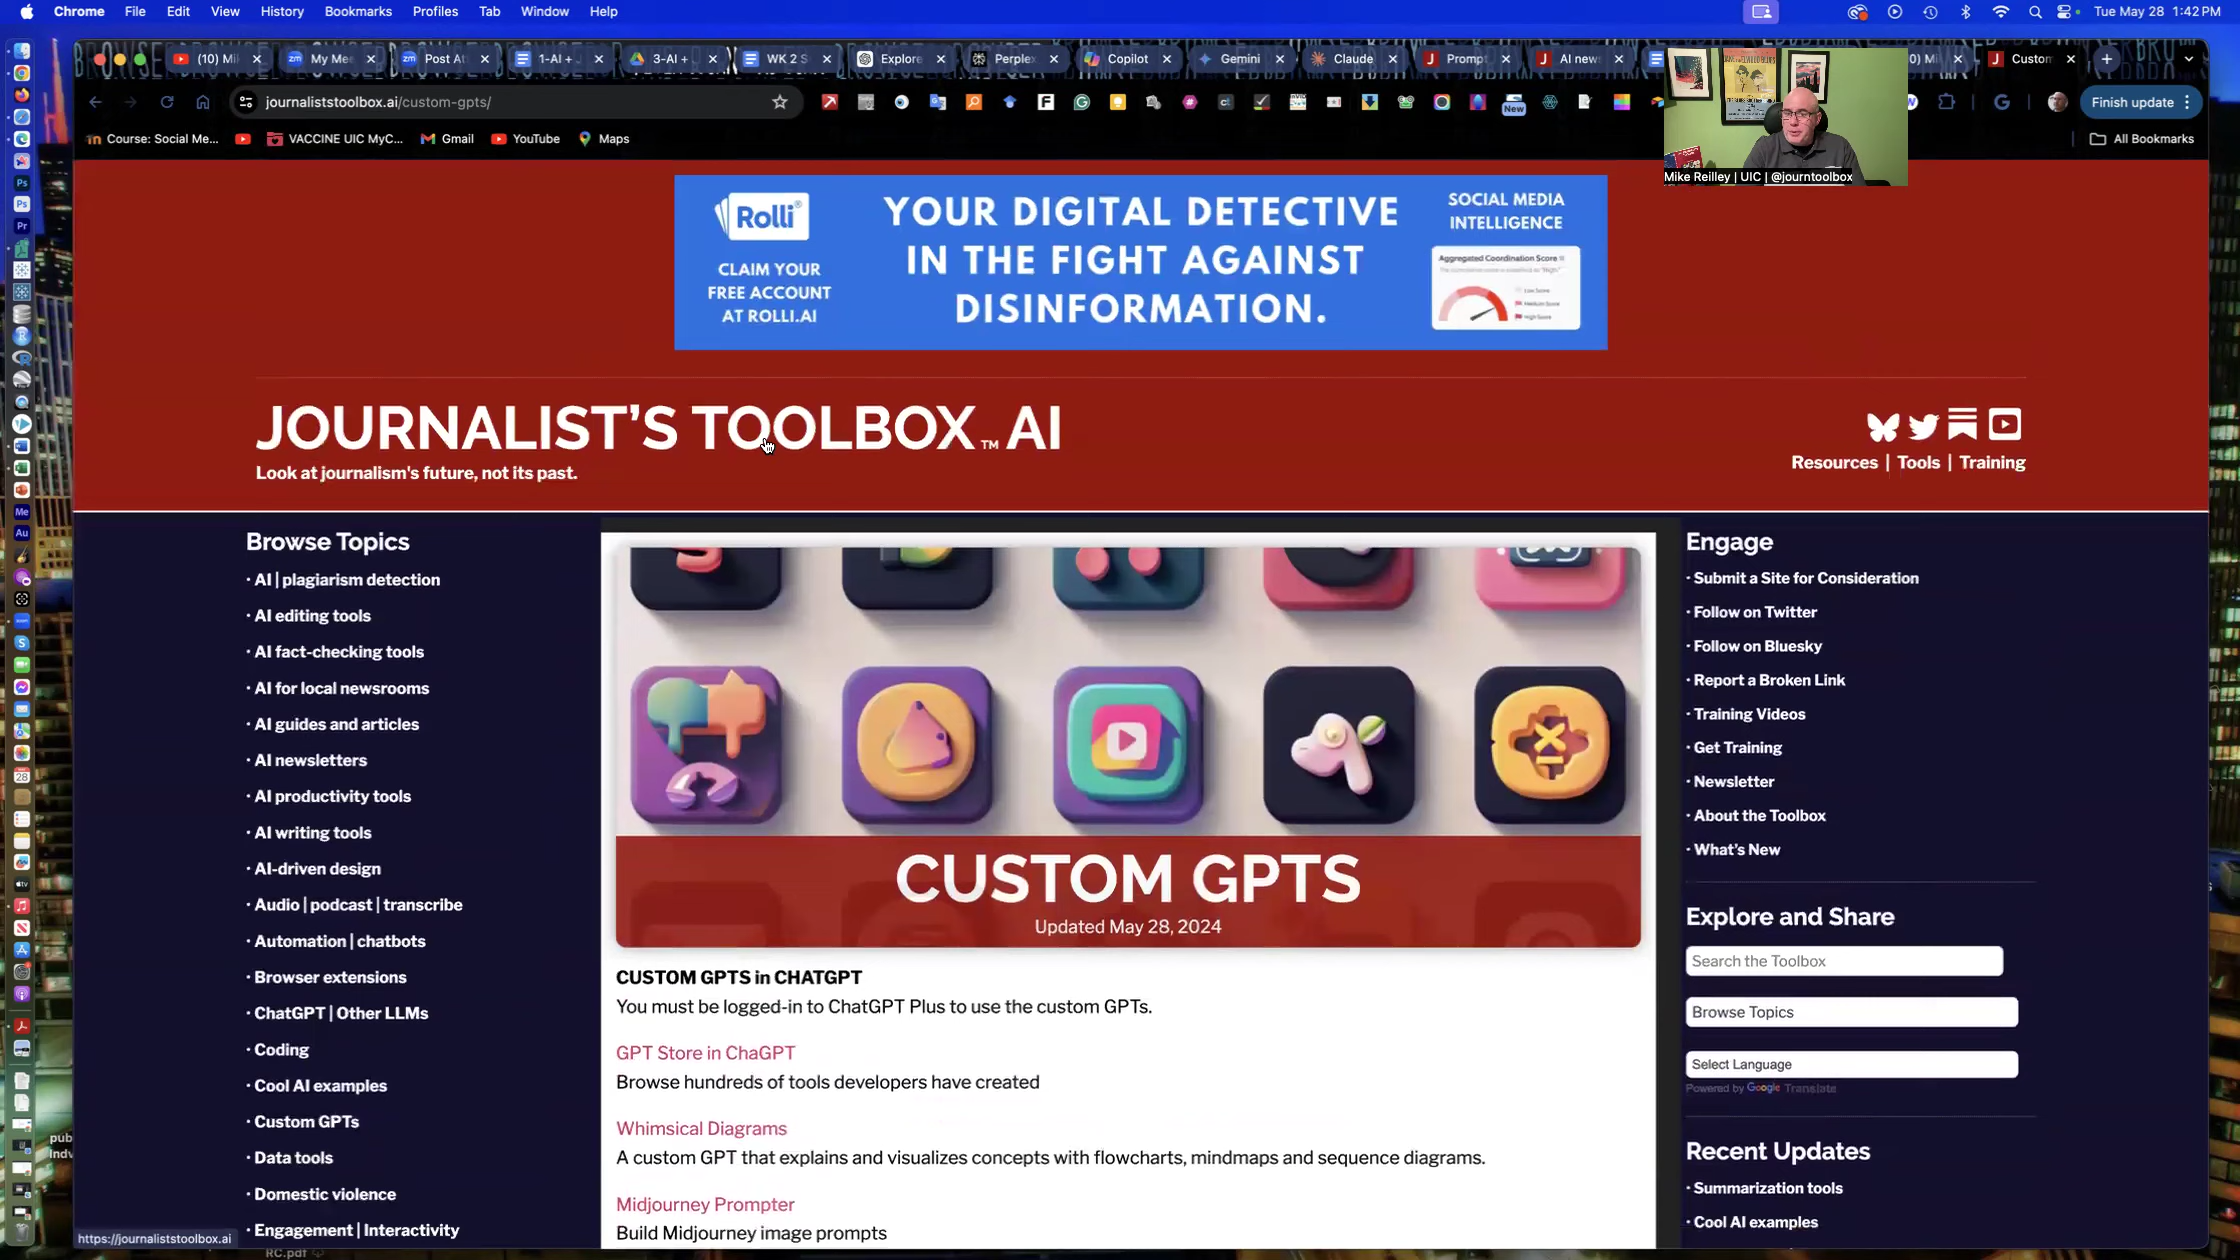 Chrome File Edit View History Bookmarks Profiles Tab Window Help
Tue May 28 1:42 PM
(10) Mi
My Mee
Post At
1-AI +
3-AI +
WK 2 S
Explore
Perplex
Copilot
Gemini
Claude
Prompt
AI news
Custom
journaliststoolbox.ai/custom-gpts/
New
Finish update
Course: Social Me...
VACCINE UIC MyC...
Gmail
YouTube
Maps
All Bookmarks
Mike Reilley | UIC | @journtoolbox
Rolli
CLAIM YOUR
FREE ACCOUNT
AT ROLLI.AI
YOUR DIGITAL DETECTIVE
IN THE FIGHT AGAINST
DISINFORMATION.
SOCIAL MEDIA
INTELLIGENCE
Aggregated Coordination Score
Low Score
Medium Score
High Score
JOURNALIST'S TOOLBOX™ AI
Look at journalism's future, not its past.
Resources | Tools | Training
Browse Topics
· AI | plagiarism detection
· AI editing tools
· AI fact-checking tools
· AI for local newsrooms
· AI guides and articles
· AI newsletters
· AI productivity tools
· AI writing tools
· AI-driven design
· Audio | podcast | transcribe
· Automation | chatbots
· Browser extensions
· ChatGPT | Other LLMs
· Coding
· Cool AI examples
· Custom GPTs
· Data tools
· Domestic violence
· Engagement | Interactivity
CUSTOM GPTS
Updated May 28, 2024
CUSTOM GPTS in CHATGPT
You must be logged-in to ChatGPT Plus to use the custom GPTs.
GPT Store in ChaGPT
Browse hundreds of tools developers have created
Whimsical Diagrams
A custom GPT that explains and visualizes concepts with flowcharts, mindmaps and sequence diagrams.
Midjourney Prompter
Build Midjourney image prompts
Engage
· Submit a Site for Consideration
· Follow on Twitter
· Follow on Bluesky
· Report a Broken Link
· Training Videos
· Get Training
· Newsletter
· About the Toolbox
· What's New
Explore and Share
Search the Toolbox
Browse Topics
Select Language
Powered by Google Translate
Recent Updates
· Summarization tools
· Cool AI examples
https://journaliststoolbox.ai
RC.pdf